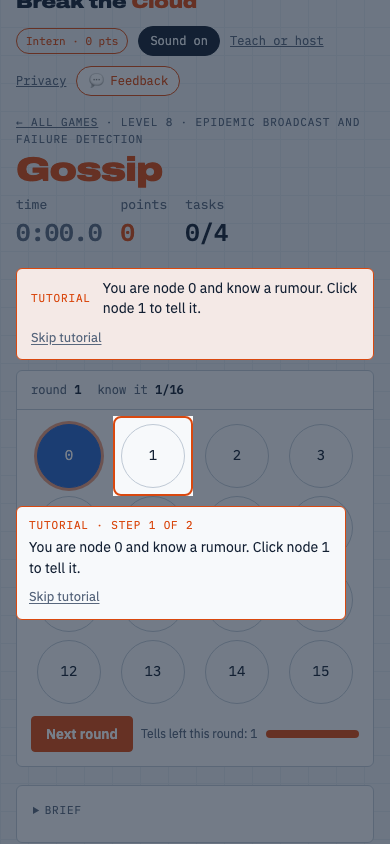 Break the Cloud
Intern · 0 pts
Sound on
Teach or host
Privacy
💬 Feedback
← ALL GAMES · LEVEL 8 · EPIDEMIC BROADCAST AND
FAILURE DETECTION
Gossip
time points tasks
0:00.0 0 0/4
TUTORIAL
You are node 0 and know a rumour. Click
node 1 to tell it.
Skip tutorial
round 1 know it 1/16
0 1 2 3
TUTORIAL · STEP 1 OF 2
You are node 0 and know a rumour. Click node 1
to tell it.
Skip tutorial
12 13 14 15
Next round
Tells left this round: 1
▶ BRIEF